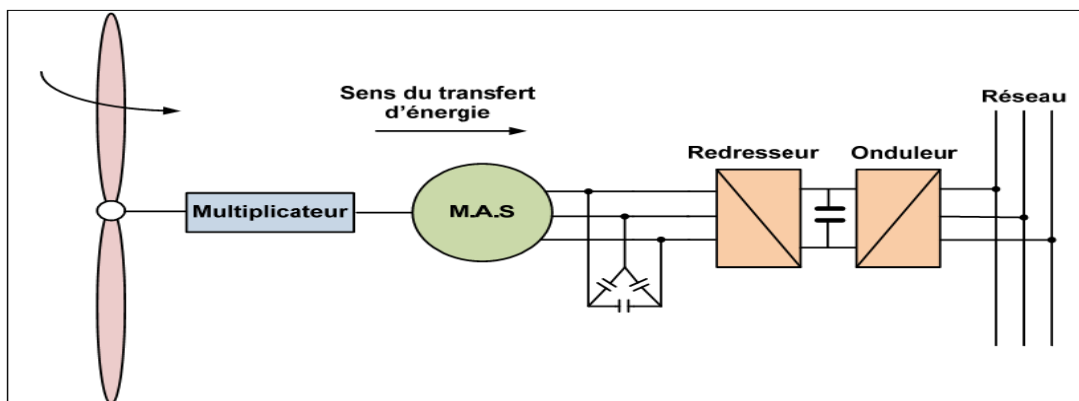 Sens du transfert
d'énergie
Réseau
Redresseur
Onduleur
Multiplicateur
M.A.S